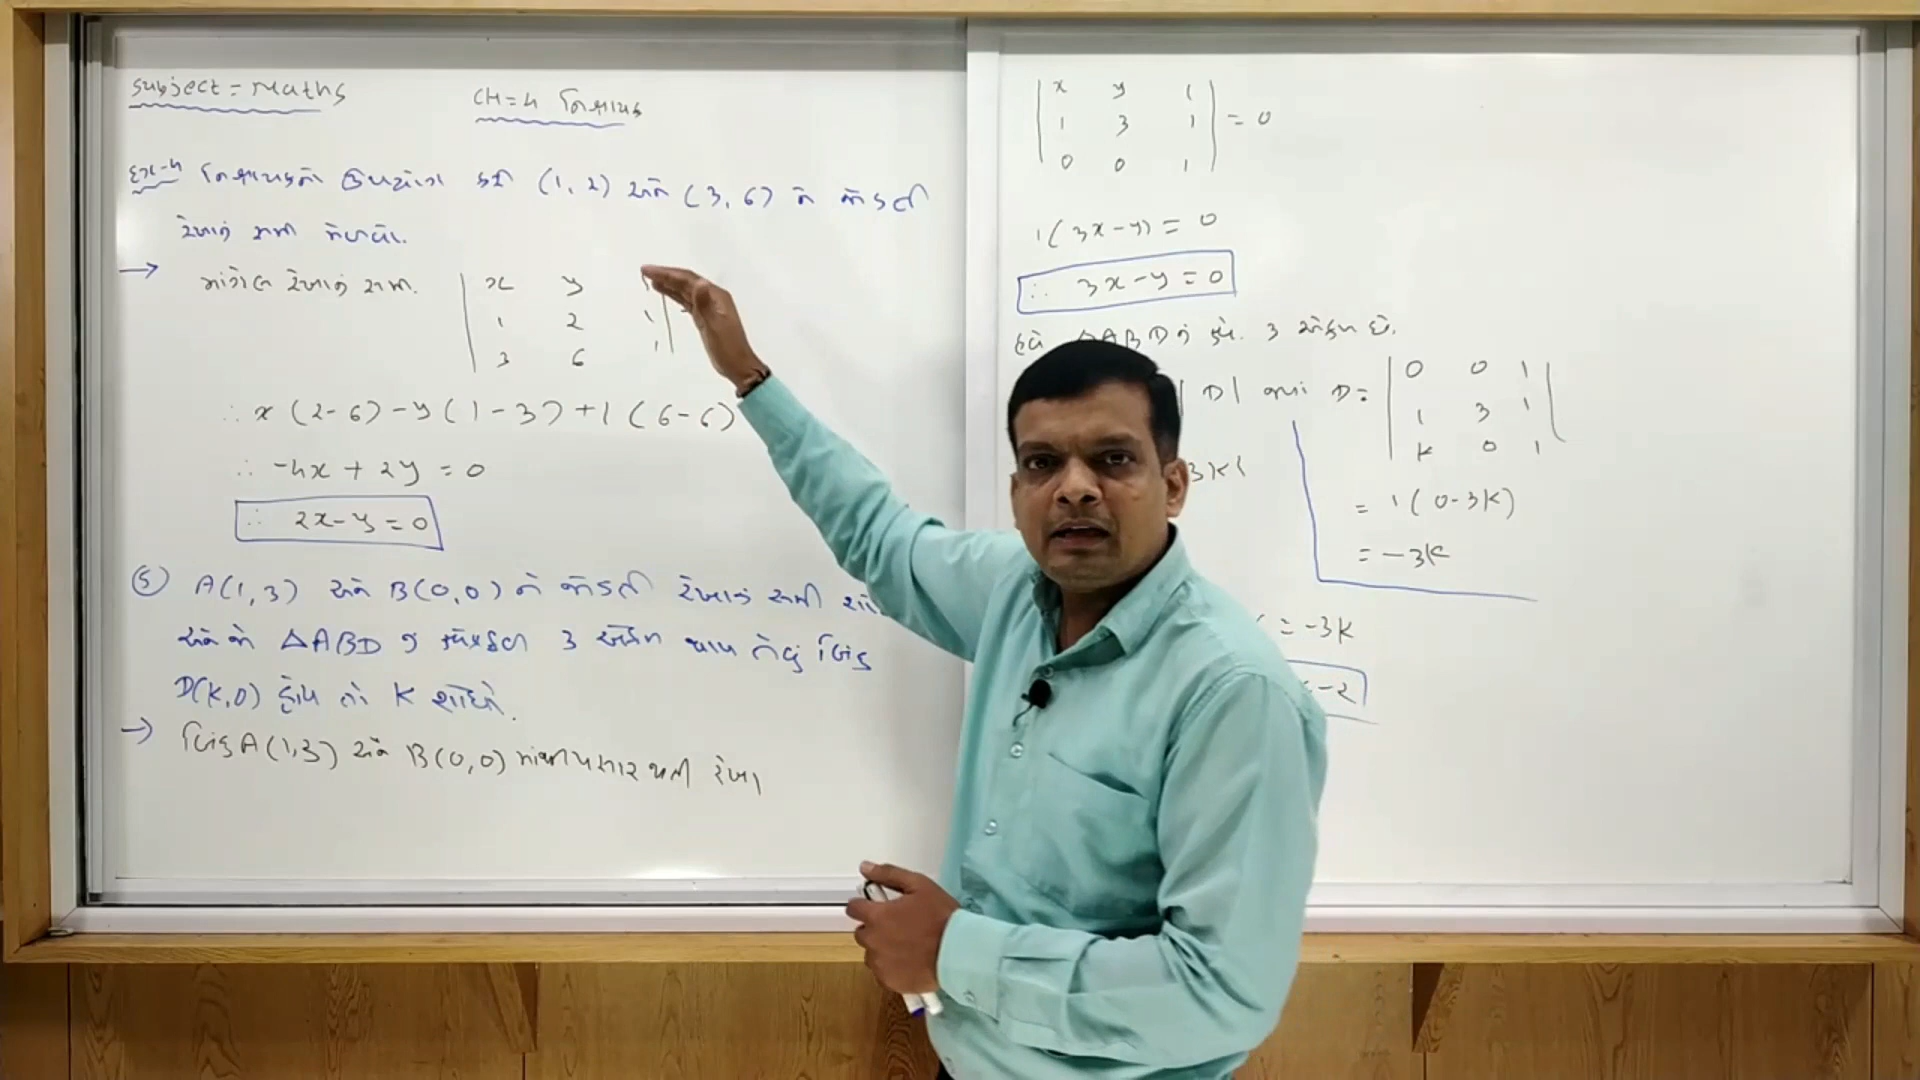 subject = Maths
CH=4 નિશ્ચાયક
Ex-4 નિશ્ચાયકનો ઉપયોગ કરી (1, 2) અને (3, 6) ને જોડતી
રેખાનું સમી મેળવો.
→ માંગેલ રેખાનું સમી.
x y 1
1 2 1
3 6 1
∴ x (2-6) - y (1-3) + 1 (6-6)
∴ -4x + 2y = 0
∴ 2x - y = 0
⑤ A(1,3) અને B(0,0) ને જોડતી રેખાનું સમી શો
અને જો △ABD નું ક્ષેત્રફળ 3 એકમ થાય તેવું બિંદુ
D(K,0) હોય તો K શોધો.
→ બિંદુ A(1,3) અને B(0,0) માંથી પસાર થતી રેખા
x y 1
1 3 1 = 0
0 0 1
1(3x-y) = 0
∴ 3x-y = 0
હવે △ABD નું ક્ષે. 3 એકમ છે.
|D| જ્યાં D =
0 0 1
1 3 1
K 0 1
3K|
= 1(0-3K)
= -3K
= -3K
-2